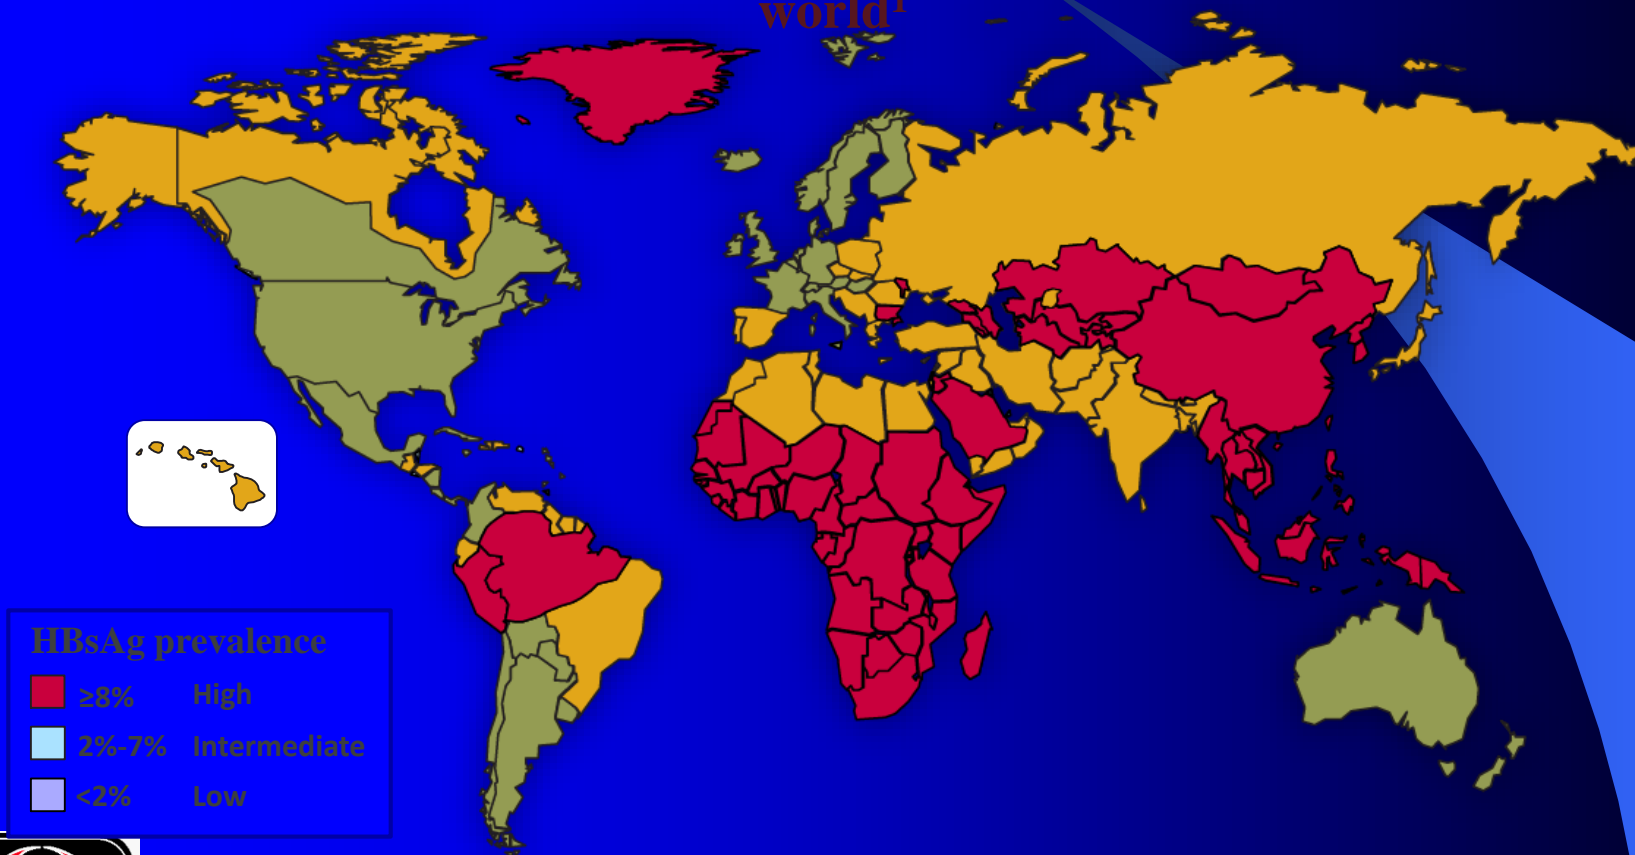 world¹
HBsAg prevalence
≥8% High
2%-7% Intermediate
<2% Low